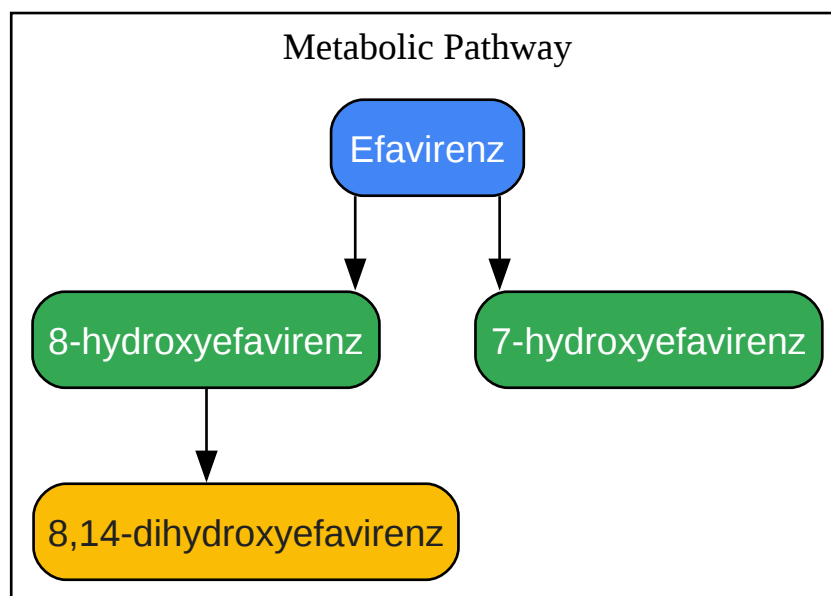 Metabolic Pathway
Efavirenz
8-hydroxyefavirenz
7-hydroxyefavirenz
8,14-dihydroxyefavirenz